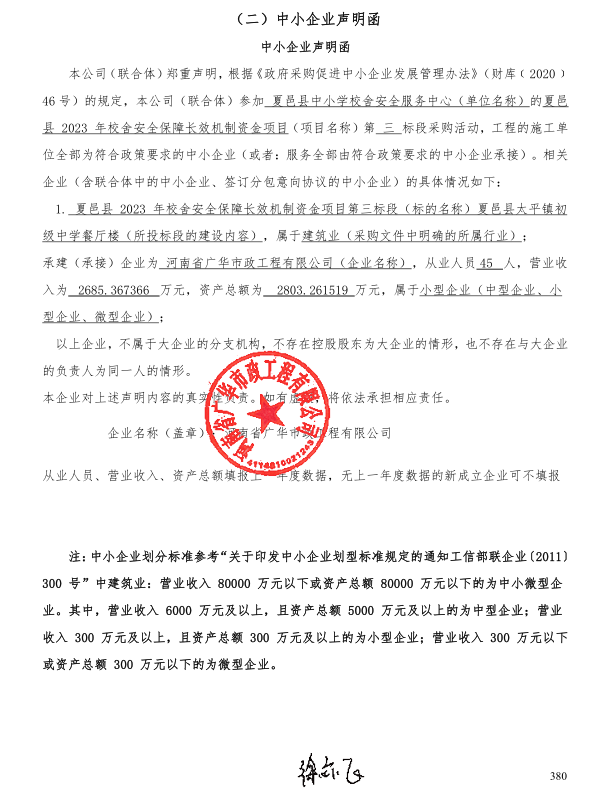 （二）中小企业声明函
中小企业声明函
本公司（联合体）郑重声明，根据《政府采购促进中小企业发展管理办法》（财库﹝2020﹞
46号）的规定，本公司（联合体）参加 夏邑县中小学校舍安全服务中心（单位名称）的夏邑
县 2023 年校舍安全保障长效机制资金项目（项目名称）第 三 标段采购活动，工程的施工单
位全部为符合政策要求的中小企业（或者：服务全部由符合政策要求的中小企业承接）。相关
企业（含联合体中的中小企业、签订分包意向协议的中小企业）的具体情况如下：
1. 夏邑县 2023 年校舍安全保障长效机制资金项目第三标段（标的名称）夏邑县太平镇初
级中学餐厅楼（所投标段的建设内容），属于建筑业（采购文件中明确的所属行业）；
承建（承接）企业为 河南省广华市政工程有限公司（企业名称），从业人员 45 人，营业收
入为 2685.367366 万元，资产总额为 2803.261519 万元，属于小型企业（中型企业、小
型企业、微型企业）；
以上企业，不属于大企业的分支机构，不存在控股股东为大企业的情形，也不存在与大企业
的负责人为同一人的情形。
本企业对上述声明内容的真实性负责。如有虚假，将依法承担相应责任。
企业名称（盖章）：河南省广华市政工程有限公司
河南省广华市政工程有限公司
4114810021243
从业人员、营业收入、资产总额填报上一年度数据，无上一年度数据的新成立企业可不填报
注：中小企业划分标准参考“关于印发中小企业划型标准规定的通知工信部联企业〔2011〕
300 号”中建筑业：营业收入 80000 万元以下或资产总额 80000 万元以下的为中小微型企
业。其中，营业收入 6000 万元及以上，且资产总额 5000 万元及以上的为中型企业；营业
收入 300 万元及以上，且资产总额 300 万元及以上的为小型企业；营业收入 300 万元以下
或资产总额 300 万元以下的为微型企业。
380